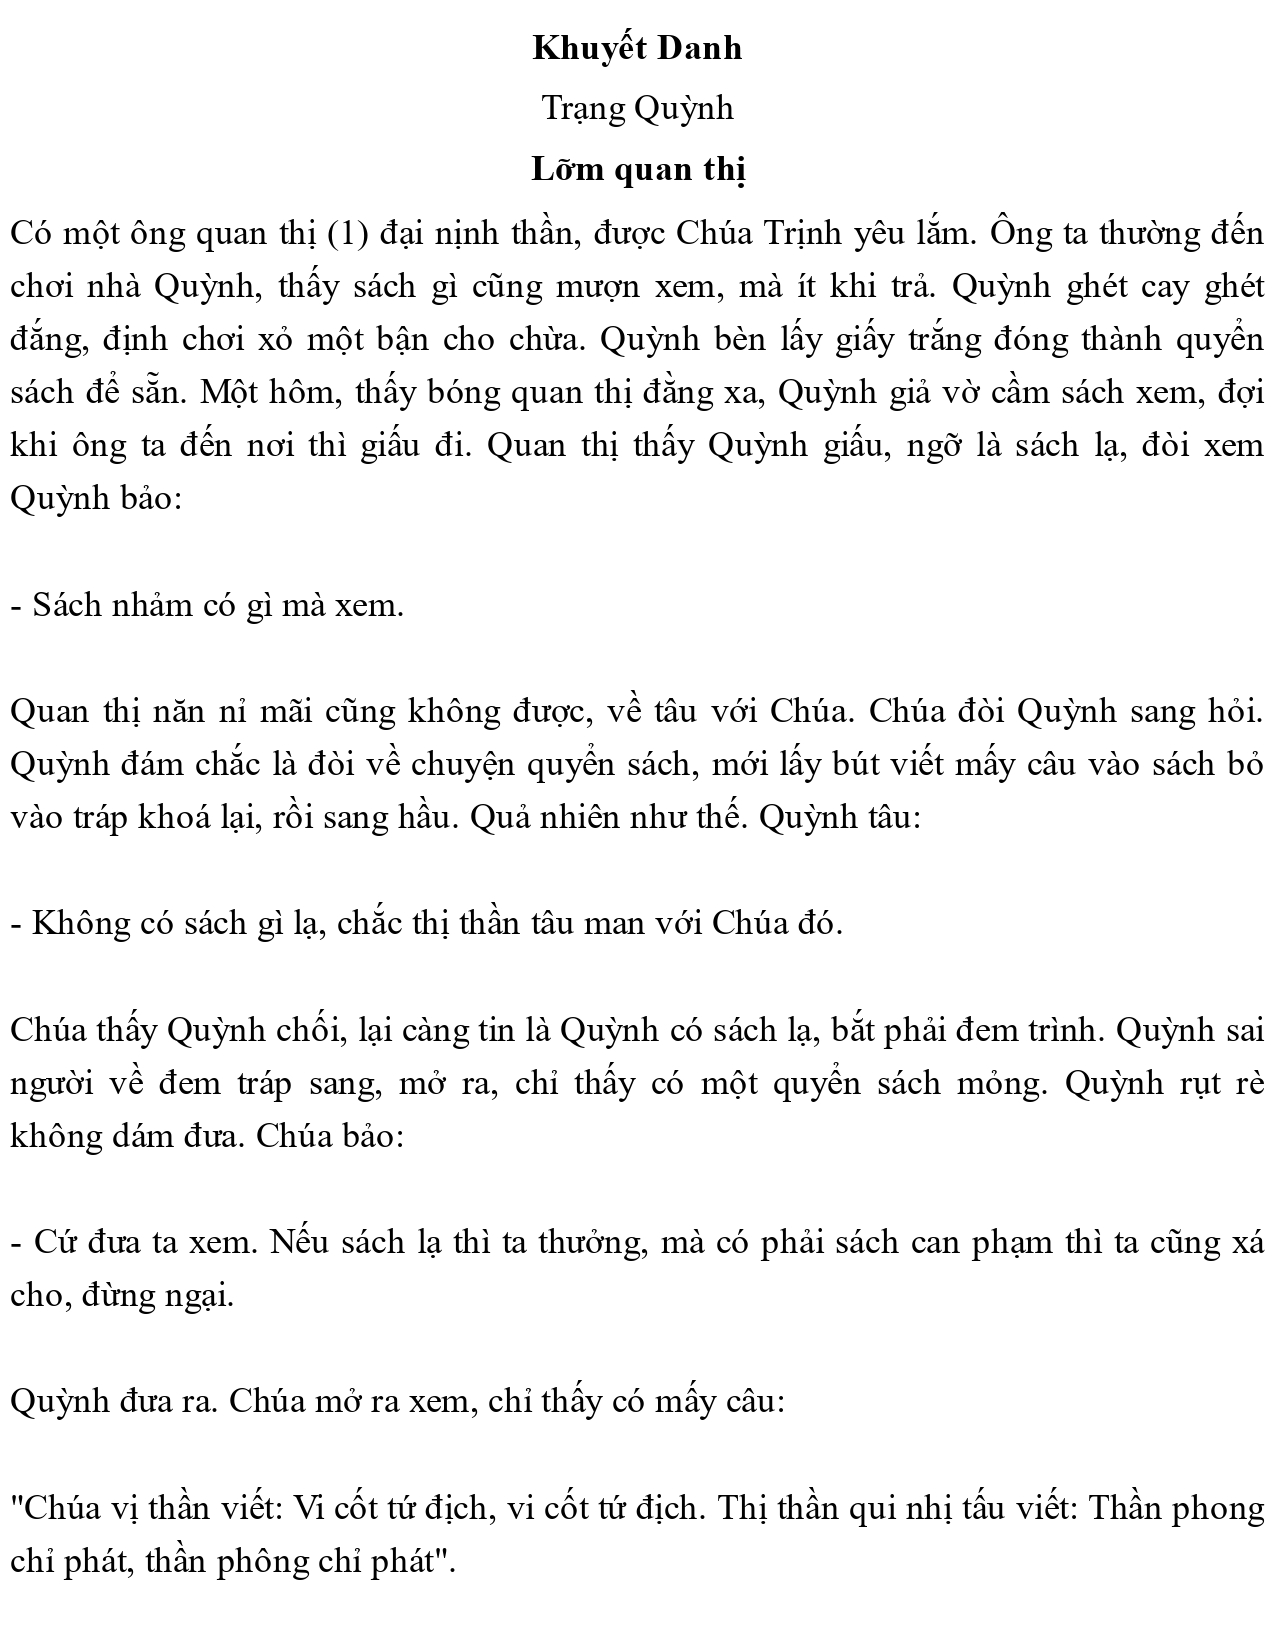 Khuyết Danh
Trạng Quỳnh
Lỡm quan thị
Có một ông quan thị (1) đại nịnh thần, được Chúa Trịnh yêu lắm. Ông ta thường đến
chơi nhà Quỳnh, thấy sách gì cũng mượn xem, mà ít khi trả. Quỳnh ghét cay ghét
đắng, định chơi xỏ một bận cho chừa. Quỳnh bèn lấy giấy trắng đóng thành quyển
sách để sẵn. Một hôm, thấy bóng quan thị đằng xa, Quỳnh giả vờ cầm sách xem, đợi
khi ông ta đến nơi thì giấu đi. Quan thị thấy Quỳnh giấu, ngỡ là sách lạ, đòi xem
Quỳnh bảo:
- Sách nhảm có gì mà xem.
Quan thị năn nỉ mãi cũng không được, về tâu với Chúa. Chúa đòi Quỳnh sang hỏi.
Quỳnh đám chắc là đòi về chuyện quyển sách, mới lấy bút viết mấy câu vào sách bỏ
vào tráp khoá lại, rồi sang hầu. Quả nhiên như thế. Quỳnh tâu:
- Không có sách gì lạ, chắc thị thần tâu man với Chúa đó.
Chúa thấy Quỳnh chối, lại càng tin là Quỳnh có sách lạ, bắt phải đem trình. Quỳnh sai
người về đem tráp sang, mở ra, chỉ thấy có một quyển sách mỏng. Quỳnh rụt rè
không dám đưa. Chúa bảo:
- Cứ đưa ta xem. Nếu sách lạ thì ta thưởng, mà có phải sách can phạm thì ta cũng xá
cho, đừng ngại.
Quỳnh đưa ra. Chúa mở ra xem, chỉ thấy có mấy câu:
"Chúa vị thần viết: Vi cốt tứ địch, vi cốt tứ địch. Thị thần qui nhị tấu viết: Thần phong
chỉ phát, thần phông chỉ phát".